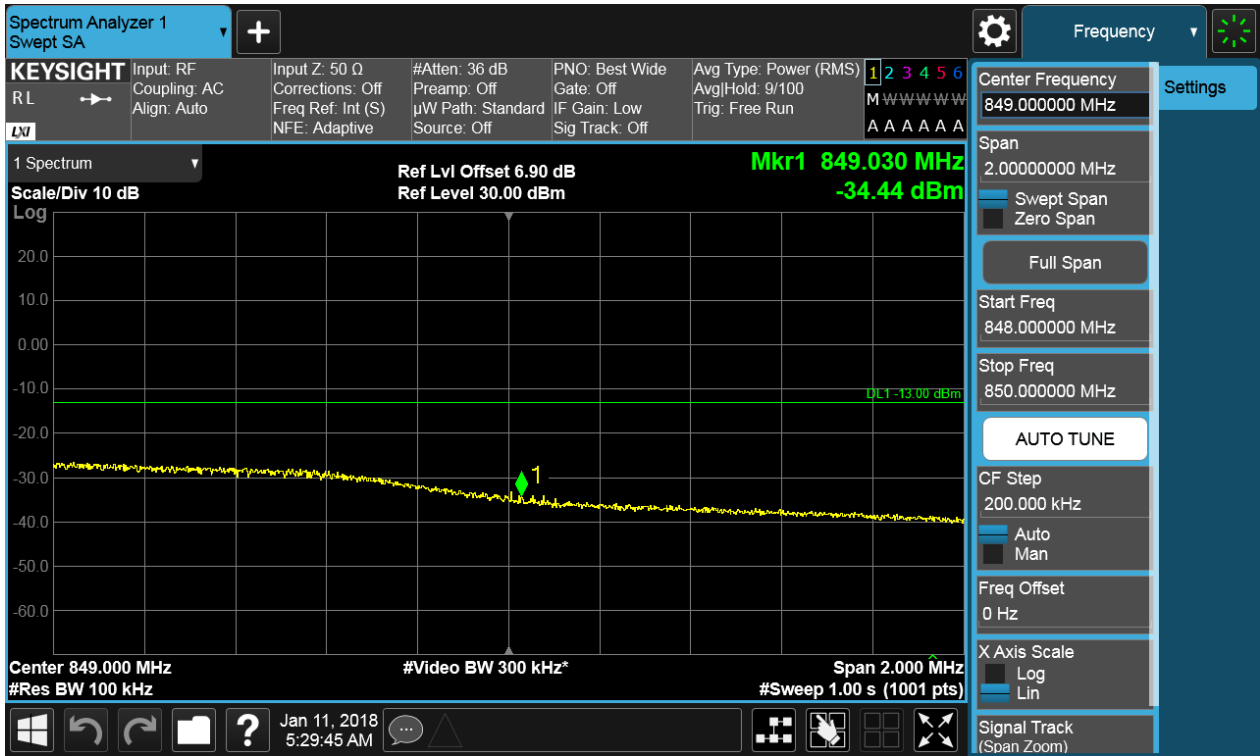 Spectrum Analyzer 1
Swept SA
+
Frequency
KEYSIGHT
R L
LXI
Input: RF
Coupling: AC
Align: Auto
Input Z: 50 Ω
Corrections: Off
Freq Ref: Int (S)
NFE: Adaptive
#Atten: 36 dB
Preamp: Off
µW Path: Standard
Source: Off
PNO: Best Wide
Gate: Off
IF Gain: Low
Sig Track: Off
Avg Type: Power (RMS)
Avg|Hold: 9/100
Trig: Free Run
1 2 3 4 5 6
M W W W W W
A A A A A A
1 Spectrum
Scale/Div 10 dB
Log
Ref Lvl Offset 6.90 dB
Ref Level 30.00 dBm
Mkr1 849.030 MHz
-34.44 dBm
20.0
10.0
0.00
-10.0
-20.0
-30.0
-40.0
-50.0
-60.0
DL1 -13.00 dBm
1
Center 849.000 MHz
#Res BW 100 kHz
#Video BW 300 kHz*
Span 2.000 MHz
#Sweep 1.00 s (1001 pts)
Center Frequency
849.000000 MHz
Settings
Span
2.00000000 MHz
Swept Span
Zero Span
Full Span
Start Freq
848.000000 MHz
Stop Freq
850.000000 MHz
AUTO TUNE
CF Step
200.000 kHz
Auto
Man
Freq Offset
0 Hz
X Axis Scale
Log
Lin
Signal Track
(Span Zoom)
?
Jan 11, 2018
5:29:45 AM